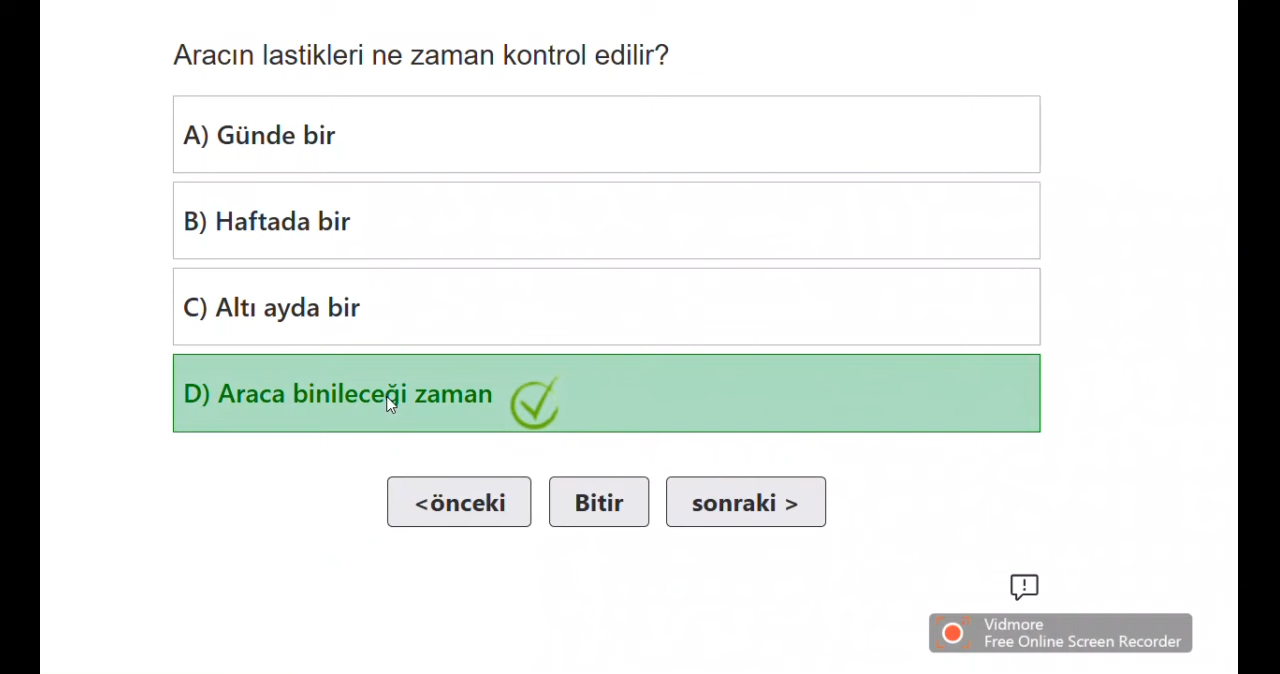 Aracın lastikleri ne zaman kontrol edilir?
A) Günde bir
B) Haftada bir
C) Altı ayda bir
D) Araca binileceği zaman
<önceki
Bitir
sonraki >
Vidmore
Free Online Screen Recorder